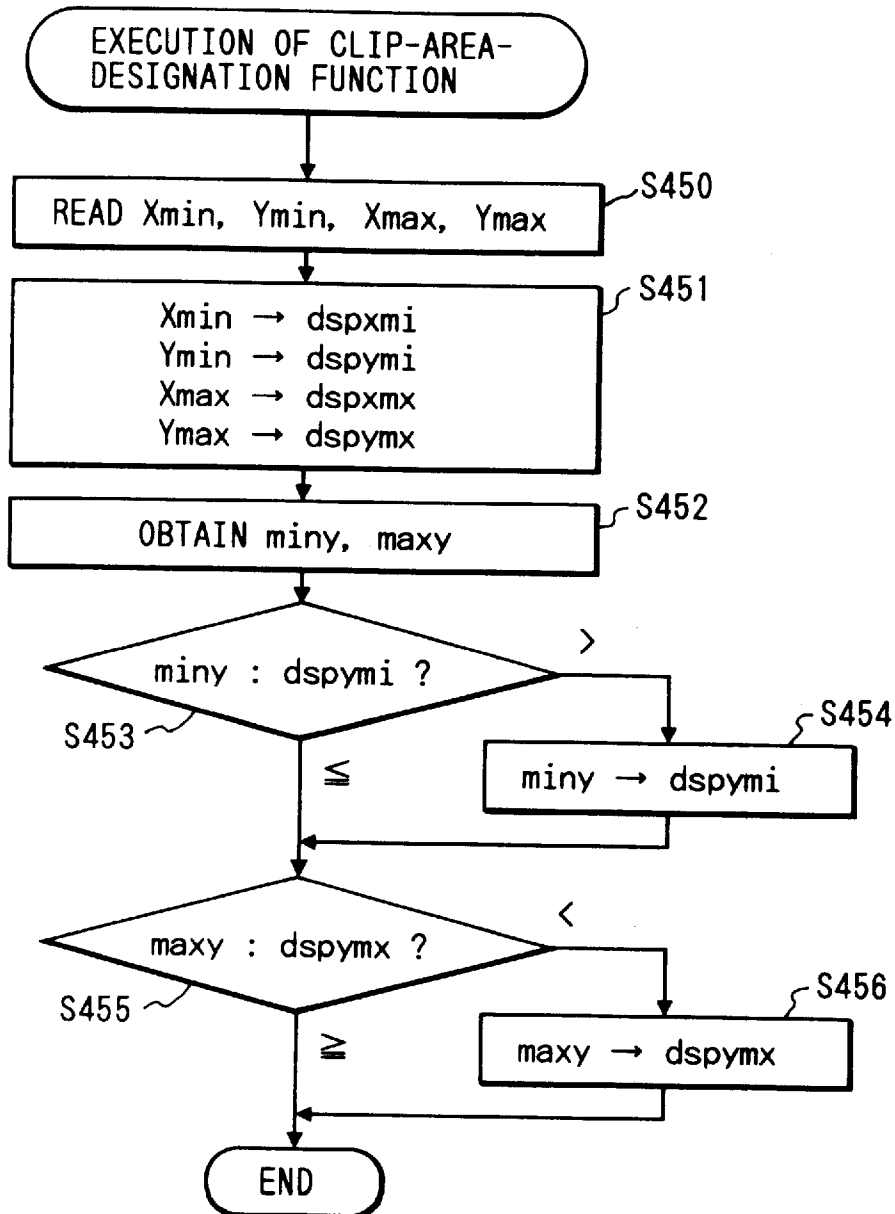 EXECUTION OF CLIP-AREA-
DESIGNATION FUNCTION
S450
READ Xmin, Ymin, Xmax, Ymax
S451
Xmin → dspxmi
Ymin → dspymi
Xmax → dspxmx
Ymax → dspymx
S452
OBTAIN miny, maxy
>
miny : dspymi ?
S453
S454
≦
miny → dspymi
<
maxy : dspymx ?
S455
S456
≧
maxy → dspymx
END